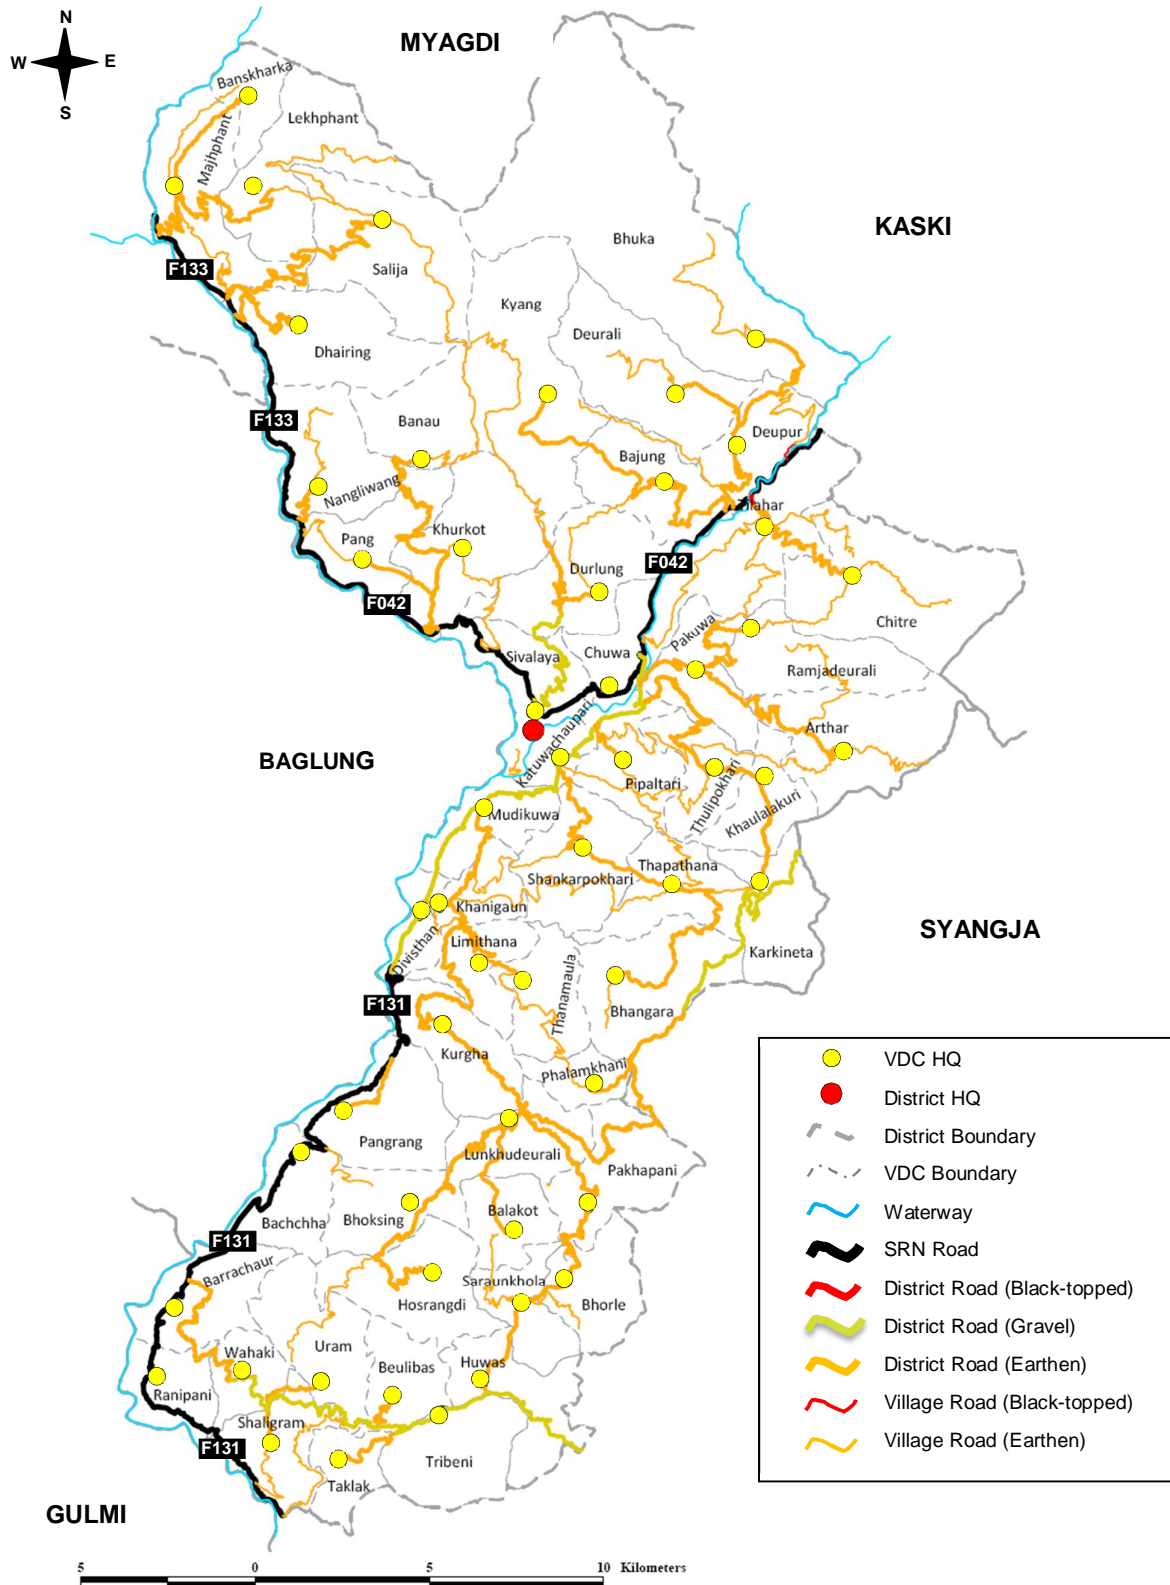 N
MYAGDI
W
E
S
Banskharka
Lekhphant
Majhphant
KASKI
Bhuka
F133
Salija
Kyang
Deurali
Dhairing
F133
Banau
Deupur
Bajung
Nangliwang
Khurkot
Pang
F042
Durlung
F042
Chitre
Pakuwa
Sivalaya
Chuwa
Ramjadeurali
Arthar
Katuwachaupari
BAGLUNG
Pipaltari
Thulipokhari
Khaulalakuri
Mudikuwa
Thapathana
Shankarpokhari
Khanigaun
SYANGJA
Divisthan
Limithana
Karkineta
Thanamaula
F131
Bhangara
Kurgha
Phalamkhani
VDC HQ
District HQ
District Boundary
VDC Boundary
Waterway
SRN Road
District Road (Black-topped)
District Road (Gravel)
District Road (Earthen)
Village Road (Black-topped)
Village Road (Earthen)
Pangrang
Lunkhudeurali
Pakhapani
Bachchha
Bhoksing
Balakot
F131
Barrachaur
Saraunkhola
Hosrangdi
Bhorle
Uram
Wahaki
Beulibas
Huwas
Ranipani
Shaligram
F131
Tribeni
Taklak
GULMI
5 0 5 10 Kilometers